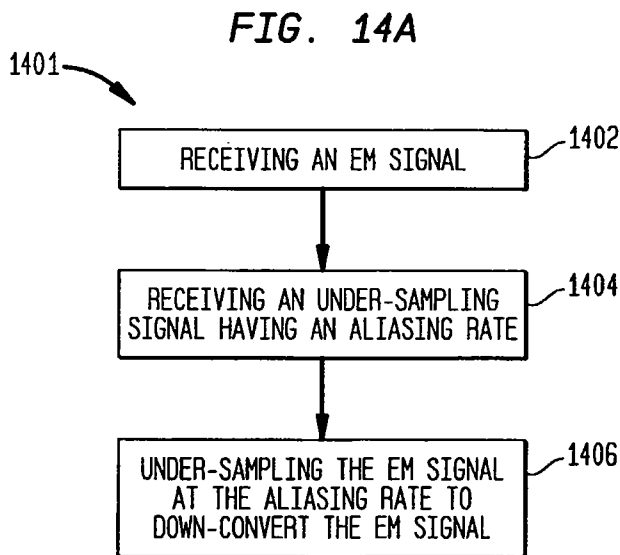 FIG. 14A
1401
RECEIVING AN EM SIGNAL
1402
RECEIVING AN UNDER-SAMPLING
SIGNAL HAVING AN ALIASING RATE
1404
UNDER-SAMPLING THE EM SIGNAL
AT THE ALIASING RATE TO
DOWN-CONVERT THE EM SIGNAL
1406